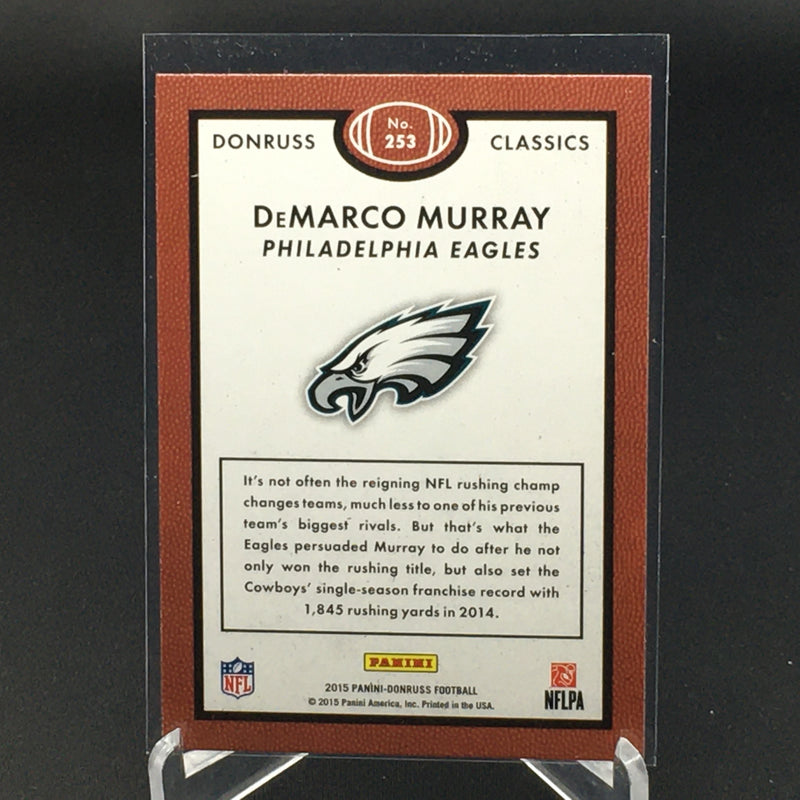 No.
253
DONRUSS CLASSICS
DeMARCO MURRAY
PHILADELPHIA EAGLES
It's not often the reigning NFL rushing champ
changes teams, much less to one of his previous
team's biggest rivals. But that's what the
Eagles persuaded Murray to do after he not
only won the rushing title, but also set the
Cowboys' single-season franchise record with
1,845 rushing yards in 2014.
PANINI
NFL
2015 PANINI-DONRUSS FOOTBALL
© 2015 Panini America, Inc. Printed in the USA.
NFLPA